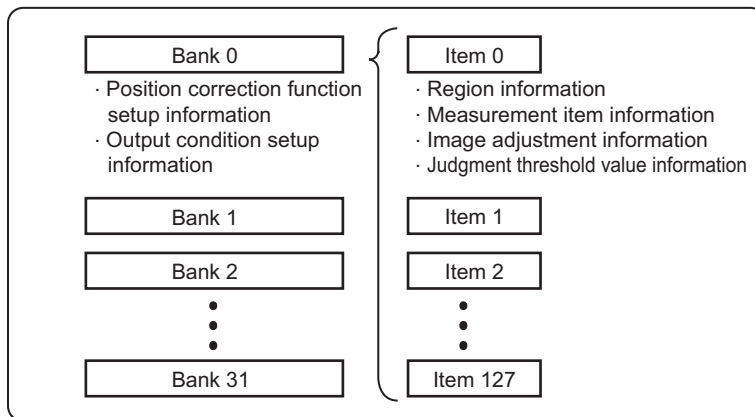 Bank 0
· Position correction function
setup information
· Output condition setup
information
Bank 1
Bank 2
Bank 31
Item 0
· Region information
· Measurement item information
· Image adjustment information
· Judgment threshold value information
Item 1
Item 2
Item 127